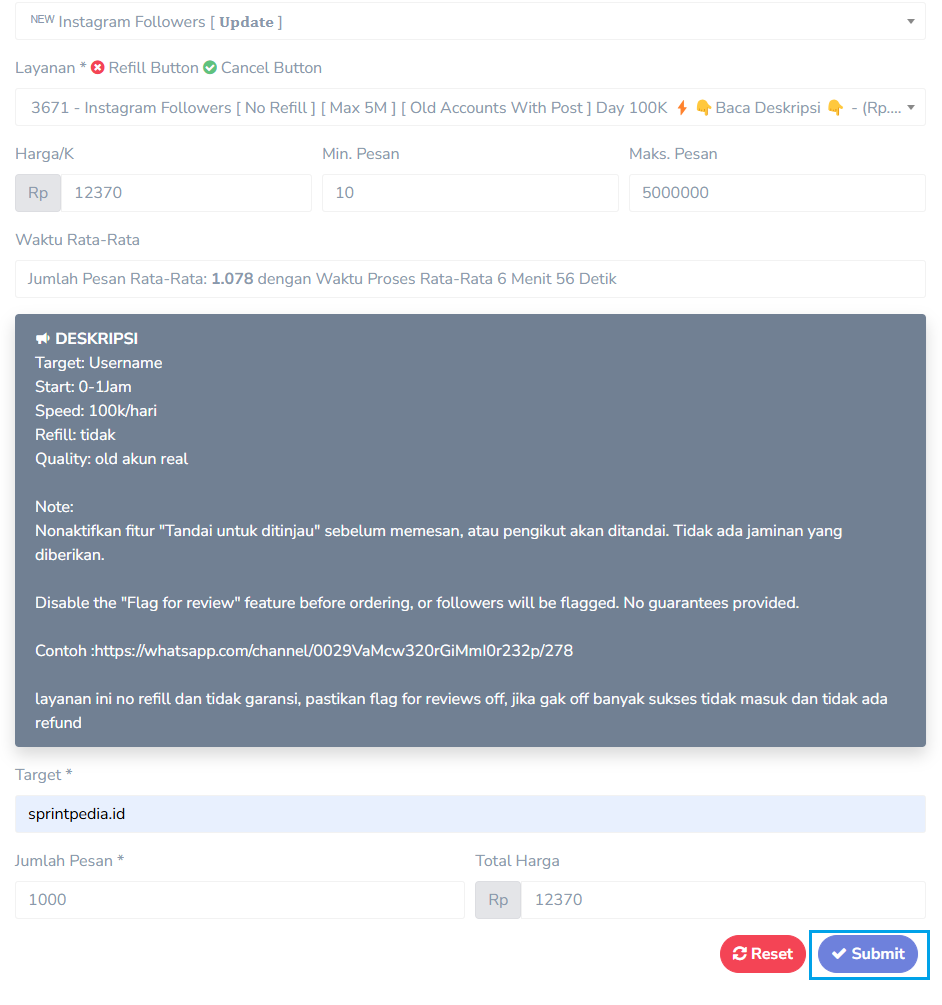 NEW Instagram Followers [ Update ]
Layanan * Refill Button Cancel Button
3671 - Instagram Followers [ No Refill ] [ Max 5M ] [ Old Accounts With Post ] Day 100K ⚡ 👇 Baca Deskripsi 👇 - (Rp....
Harga/K
Min. Pesan
Maks. Pesan
Rp 12370
10
5000000
Waktu Rata-Rata
Jumlah Pesan Rata-Rata: 1.078 dengan Waktu Proses Rata-Rata 6 Menit 56 Detik
DESKRIPSI
Target: Username
Start: 0-1Jam
Speed: 100k/hari
Refill: tidak
Quality: old akun real
Note:
Nonaktifkan fitur "Tandai untuk ditinjau" sebelum memesan, atau pengikut akan ditandai. Tidak ada jaminan yang
diberikan.
Disable the "Flag for review" feature before ordering, or followers will be flagged. No guarantees provided.
Contoh :https://whatsapp.com/channel/0029VaMcw320rGiMmI0r232p/278
layanan ini no refill dan tidak garansi, pastikan flag for reviews off, jika gak off banyak sukses tidak masuk dan tidak ada
refund
Target *
sprintpedia.id
Jumlah Pesan *
Total Harga
1000
Rp 12370
Reset
Submit